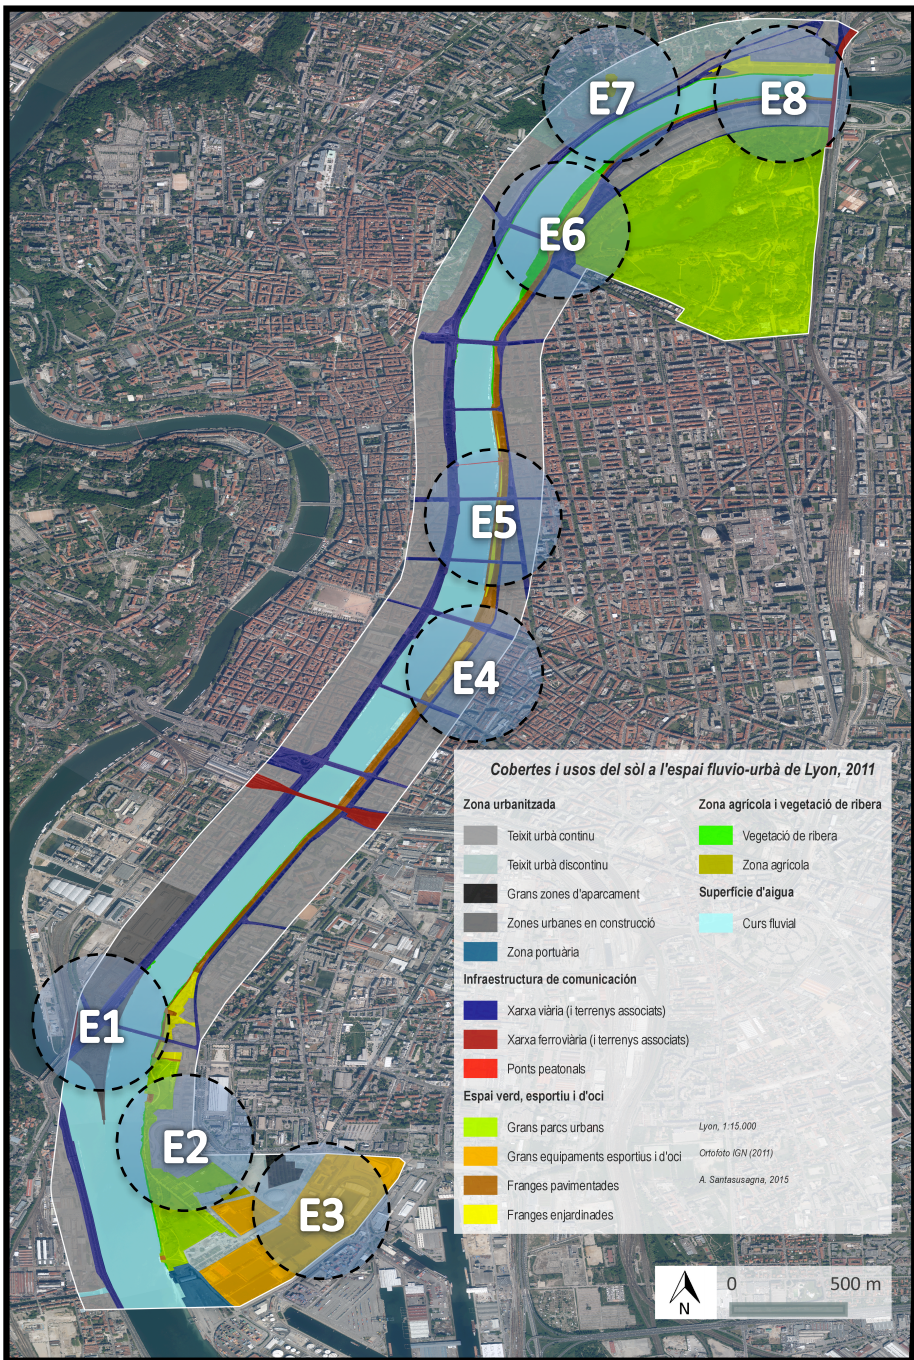 E7
E8
E6
E5
E4
E1
E2
E3
Cobertes i usos del sòl a l'espai fluvio-urbà de Lyon, 2011
Zona urbanitzada
Teixit urbà continu
Teixit urbà discontinu
Grans zones d'aparcament
Zones urbanes en construcció
Zona portuària
Infraestructura de comunicació
Xarxa viària (i terrenys associats)
Xarxa ferroviària (i terrenys associats)
Ponts peatonals
Espai verd, esportiu i d'oci
Grans parcs urbans
Grans equipaments esportius i d'oci
Franges pavimentades
Franges enjardinades
Zona agrícola i vegetació de ribera
Vegetació de ribera
Zona agrícola
Superfície d'aigua
Curs fluvial
Lyon, 1:15.000
Ortofoto IGN (2011)
A. Santasusagna, 2015
N
0 500 m